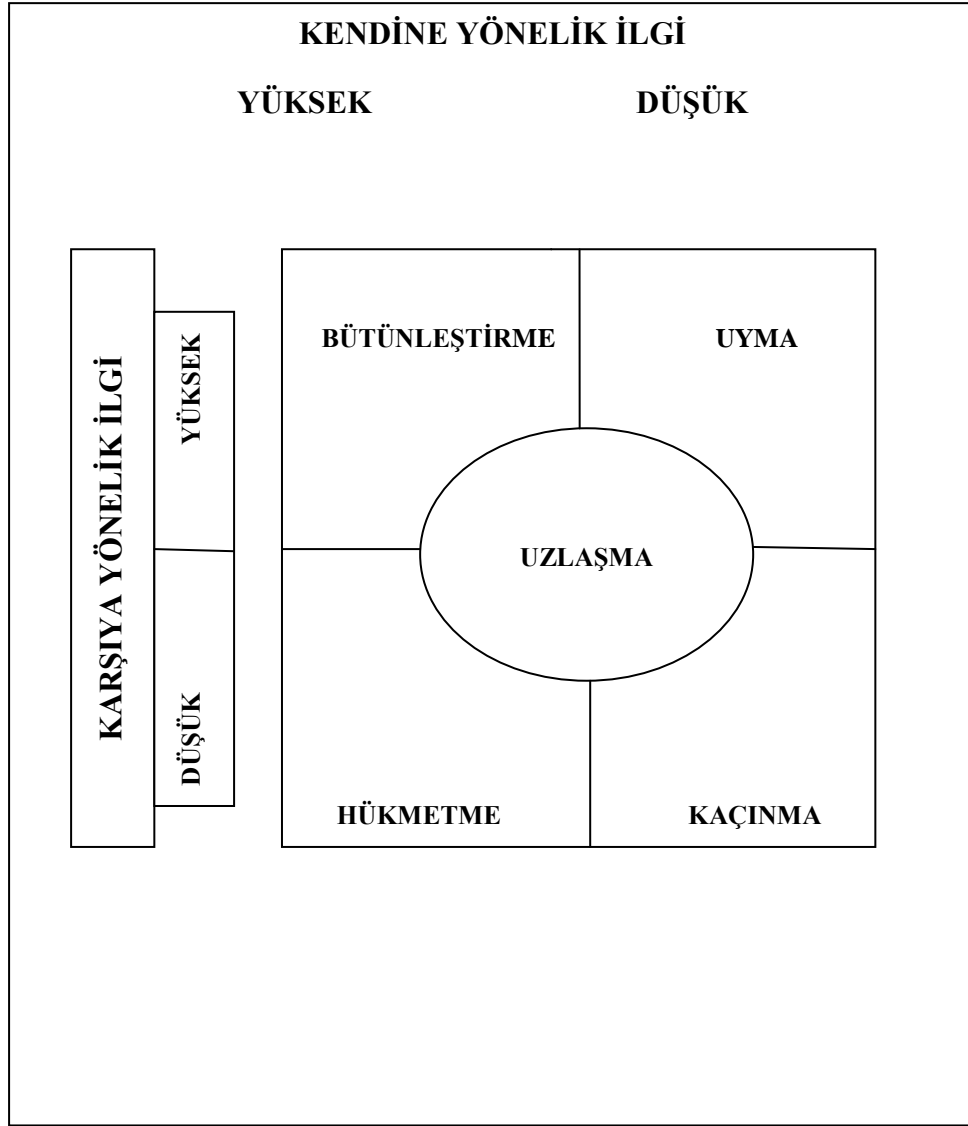 KENDİNE YÖNELİK İLGİ
YÜKSEK DÜŞÜK
KARŞIYA YÖNELİK İLGİ
YÜKSEK
DÜŞÜK
BÜTÜNLEŞTİRME UYMA
UZLAŞMA
HÜKMETME KAÇINMA